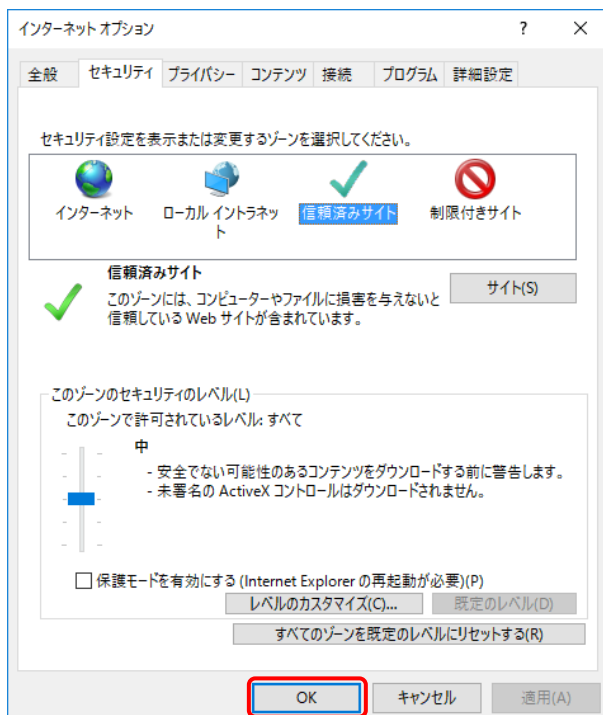 インターネット オプション
?
×
全般 セキュリティ プライバシー コンテンツ 接続 プログラム 詳細設定
セキュリティ設定を表示または変更するゾーンを選択してください。
インターネット
ローカル イントラネッ
ト
信頼済みサイト
制限付きサイト
信頼済みサイト
このゾーンには、コンピューターやファイルに損害を与えないと
信頼している Web サイトが含まれています。
サイト(S)
このゾーンのセキュリティのレベル(L)
このゾーンで許可されているレベル: すべて
中
- 安全でない可能性のあるコンテンツをダウンロードする前に警告します。
- 未署名の ActiveX コントロールはダウンロードされません。
保護モードを有効にする (Internet Explorer の再起動が必要)(P)
レベルのカスタマイズ(C)... 既定のレベル(D)
すべてのゾーンを既定のレベルにリセットする(R)
OK キャンセル 適用(A)